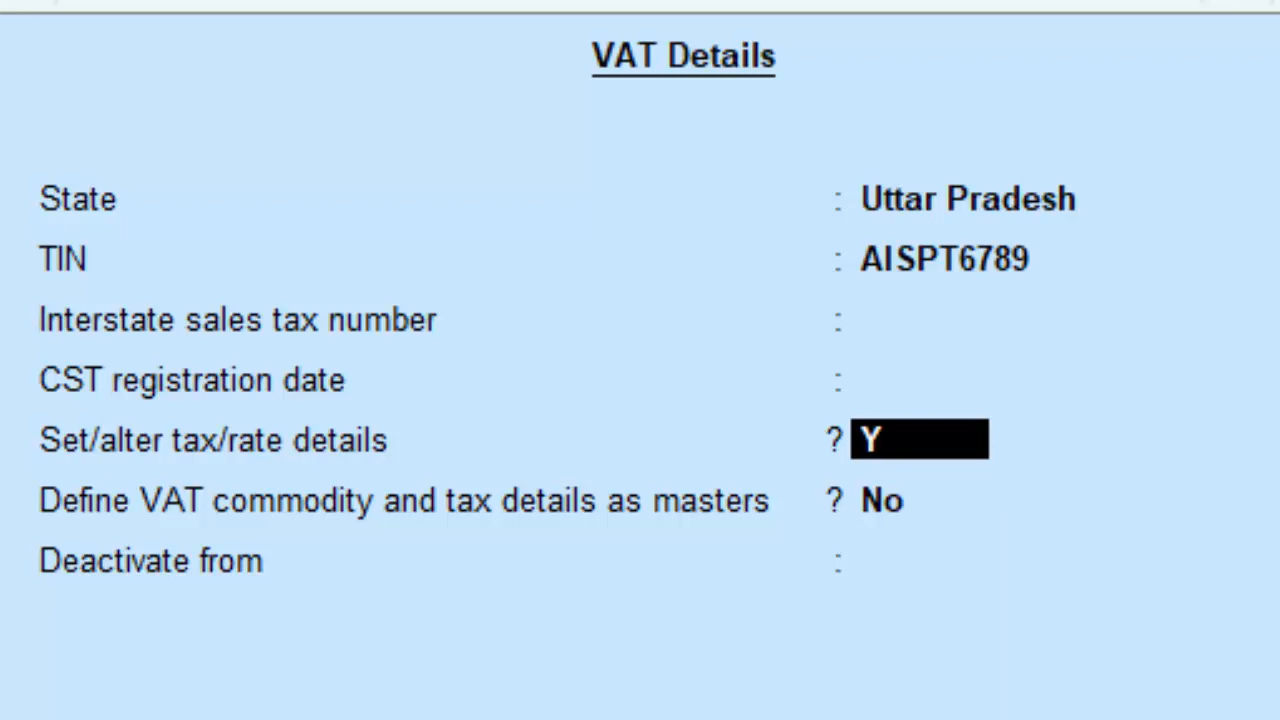 VAT Details
State : Uttar Pradesh
TIN : AISPT6789
Interstate sales tax number :
CST registration date :
Set/alter tax/rate details ? Y
Define VAT commodity and tax details as masters ? No
Deactivate from :